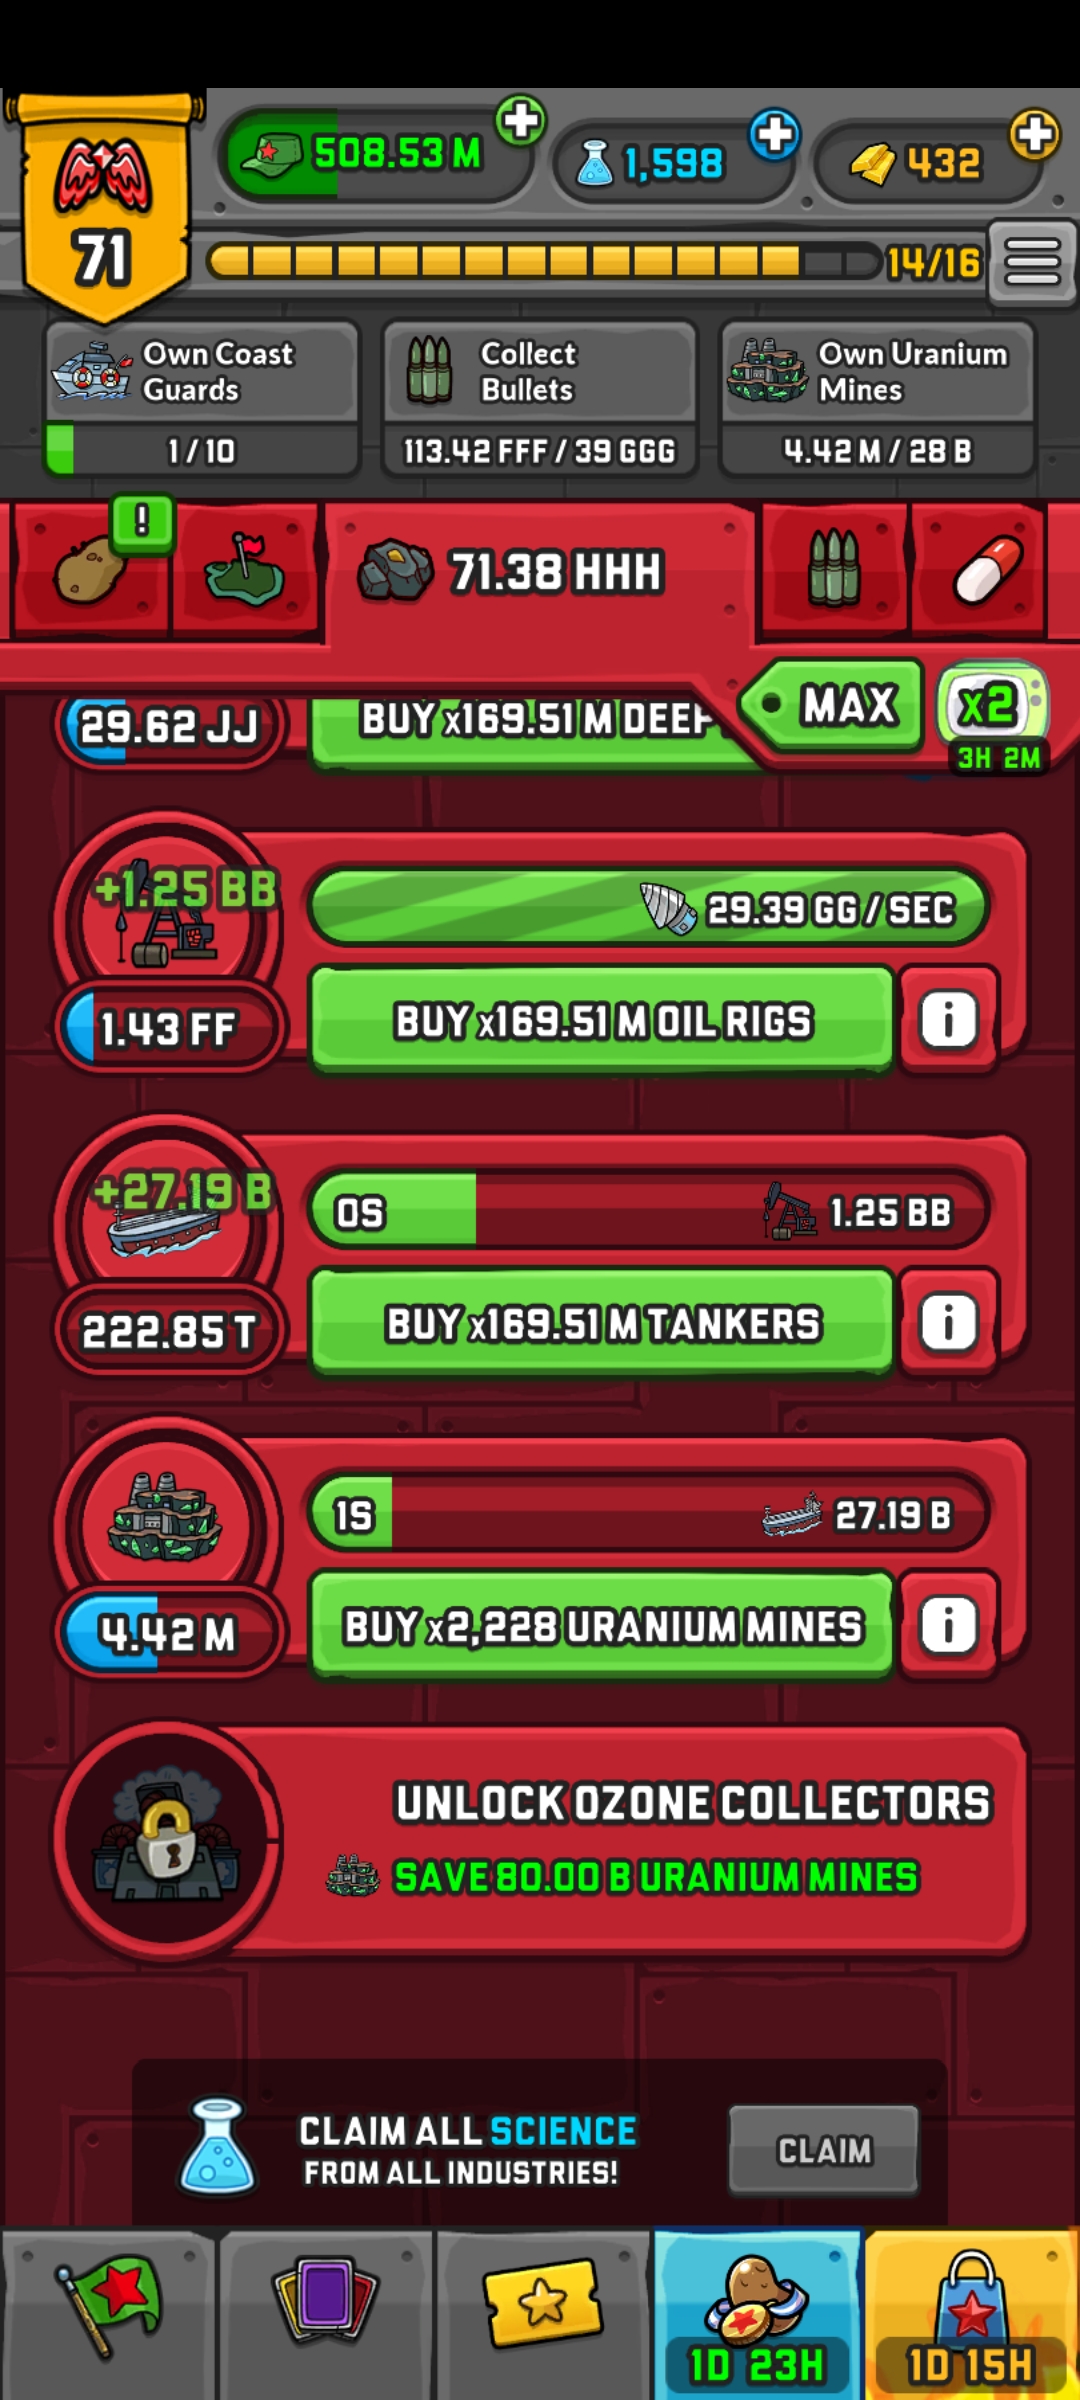 508.53 M
1,598
432
71
14/16
Own Coast
Guards
1 / 10
Collect
Bullets
113.42 FFF / 39 GGG
Own Uranium
Mines
4.42 M / 28 B
!
71.38 HHH
MAX
x2
3H 2M
29.62 JJ
BUY x169.51 M DEEP
+1.25 BB
29.39 GG / SEC
1.43 FF
BUY x169.51 M OIL RIGS
i
+27.19 B
0S
1.25 BB
222.85 T
BUY x169.51 M TANKERS
i
1S
27.19 B
4.42 M
BUY x2,228 URANIUM MINES
i
UNLOCK OZONE COLLECTORS
SAVE 80.00 B URANIUM MINES
CLAIM ALL SCIENCE
FROM ALL INDUSTRIES!
CLAIM
1D 23H
1D 15H